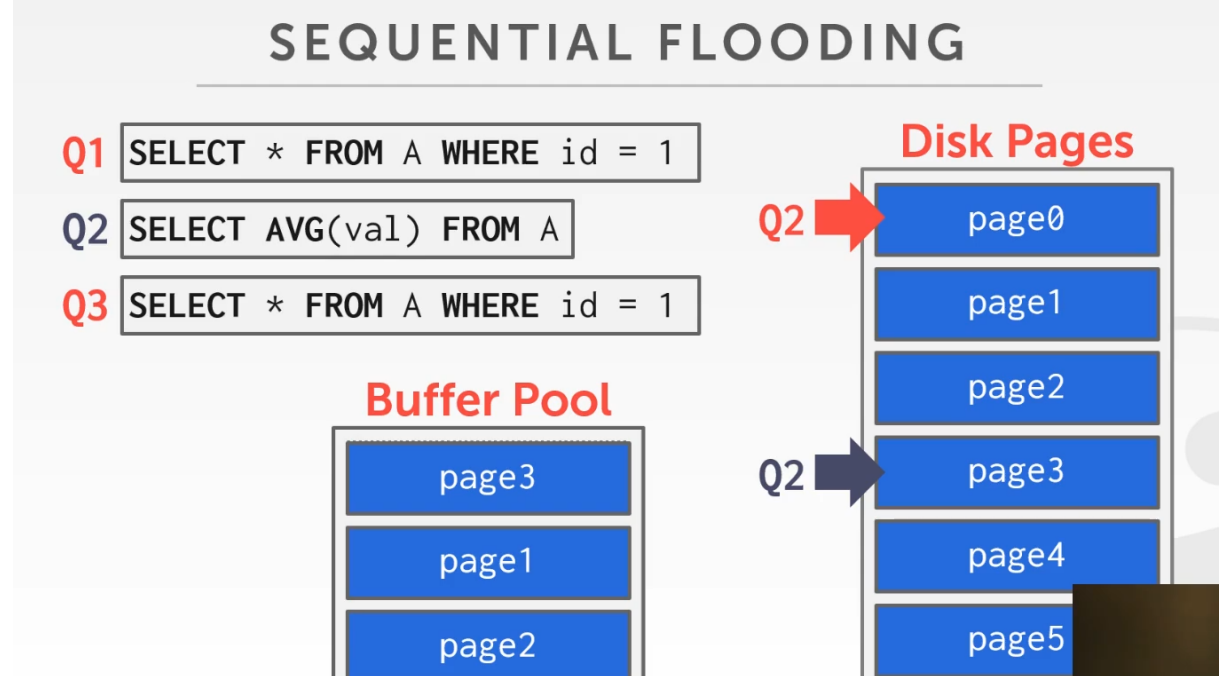 SEQUENTIAL FLOODING
Q1 SELECT * FROM A WHERE id = 1
Q2 SELECT AVG(val) FROM A
Q3 SELECT * FROM A WHERE id = 1
Buffer Pool
page3
page1
page2
Disk Pages
Q2 page0
page1
page2
Q2 page3
page4
page5